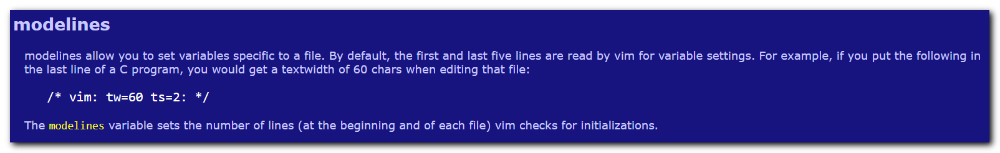 modelines
modelines allow you to set variables specific to a file. By default, the first and last five lines are read by vim for variable settings. For example, if you put the following in
the last line of a C program, you would get a textwidth of 60 chars when editing that file:
/* vim: tw=60 ts=2: */
The modelines variable sets the number of lines (at the beginning and of each file) vim checks for initializations.